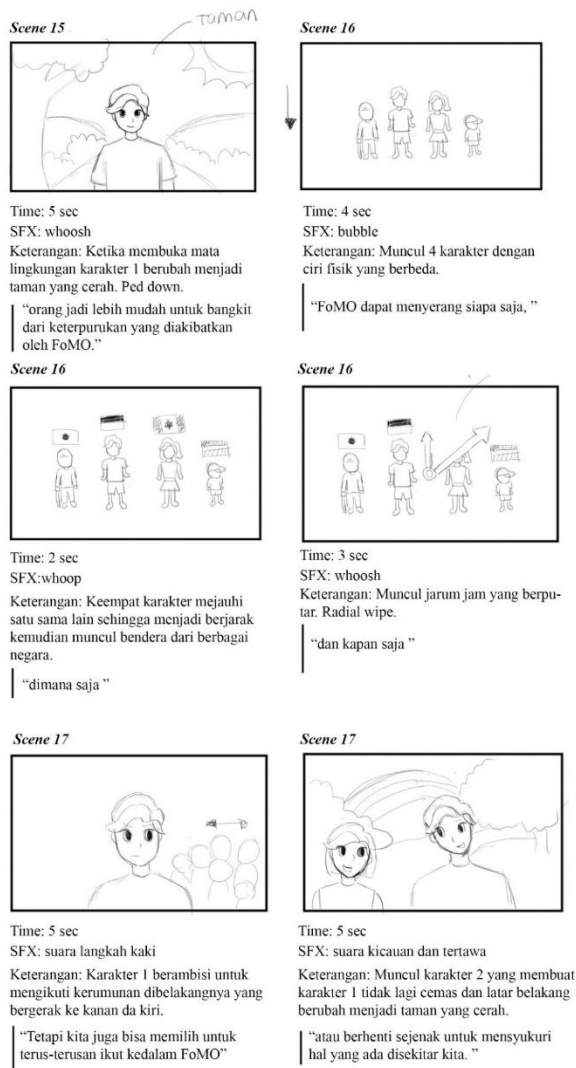 taman
Scene 15
Time: 5 sec
SFX: whoosh
Keterangan: Ketika membuka mata
lingkungan karakter 1 berubah menjadi
taman yang cerah. Ped down.
“orang jadi lebih mudah untuk bangkit
dari keterpurukan yang diakibatkan
oleh FoMO.”
Scene 16
Time: 4 sec
SFX: bubble
Keterangan: Muncul 4 karakter dengan
ciri fisik yang berbeda.
“FoMO dapat menyerang siapa saja, ”
Scene 16
Time: 2 sec
SFX:whoop
Keterangan: Keempat karakter mejauhi
satu sama lain sehingga menjadi berjarak
kemudian muncul bendera dari berbagai
negara.
“dimana saja ”
Scene 16
Time: 3 sec
SFX: whoosh
Keterangan: Muncul jarum jam yang berpu-
tar. Radial wipe.
“dan kapan saja ”
Scene 17
Time: 5 sec
SFX: suara langkah kaki
Keterangan: Karakter 1 berambisi untuk
mengikuti kerumunan dibelakangnya yang
bergerak ke kanan da kiri.
“Tetapi kita juga bisa memilih untuk
terus-terusan ikut kedalam FoMO”
Scene 17
Time: 5 sec
SFX: suara kicauan dan tertawa
Keterangan: Muncul karakter 2 yang membuat
karakter 1 tidak lagi cemas dan latar belakang
berubah menjadi taman yang cerah.
“atau berhenti sejenak untuk mensyukuri
hal yang ada disekitar kita. ”